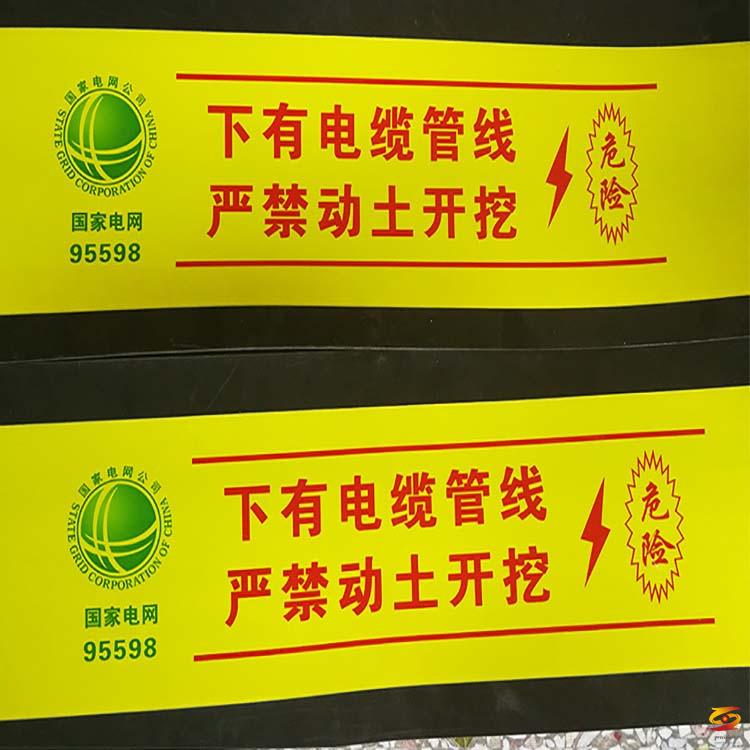 国家电网公司
STATE GRID CORPORATION OF CHINA
国家电网
95598
下有电缆管线
严禁动土开挖
危险
国家电网公司
STATE GRID CORPORATION OF CHINA
国家电网
95598
下有电缆管线
严禁动土开挖
危险